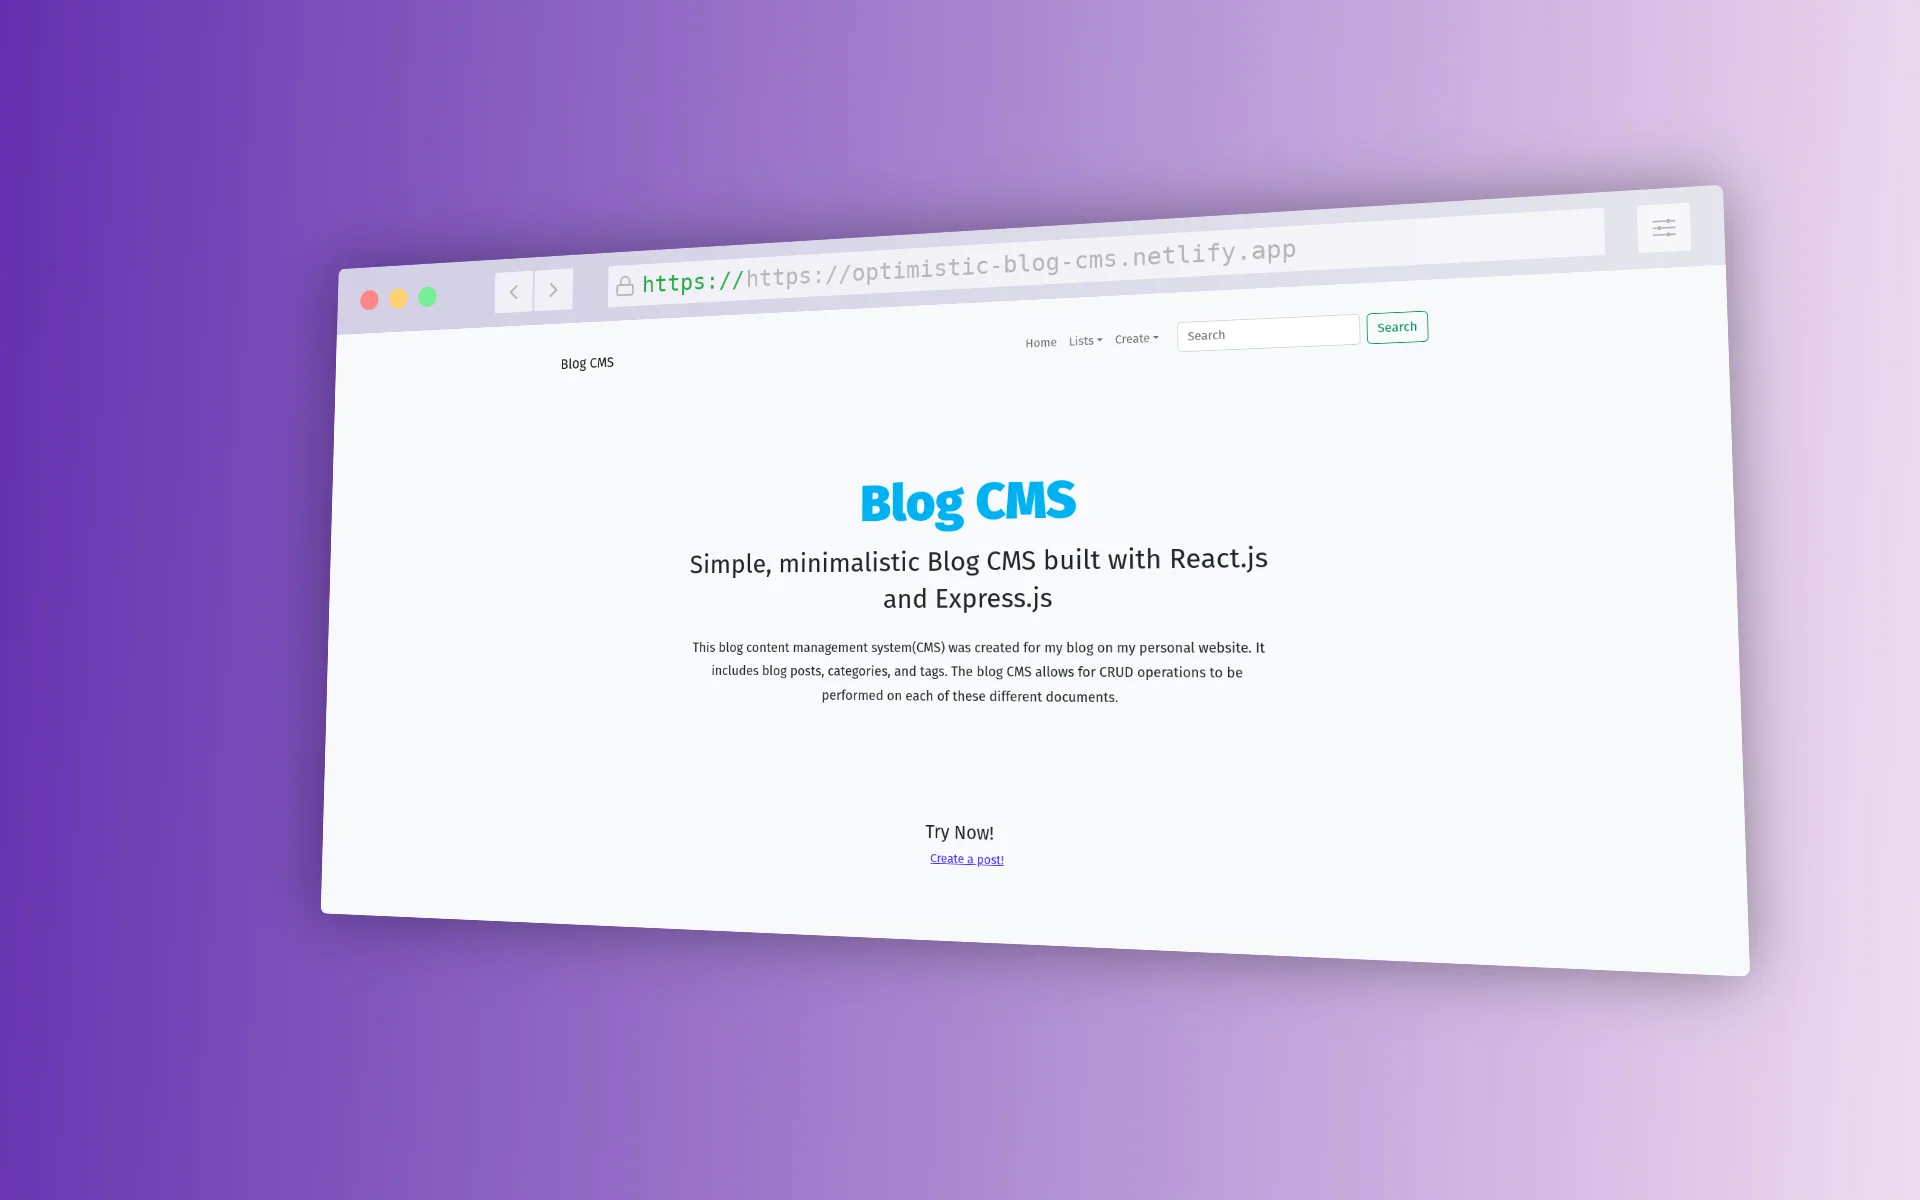 https://https://optimistic-blog-cms.netlify.app
Blog CMS
Home Lists Create Search Search
Blog CMS
Simple, minimalistic Blog CMS built with React.js
and Express.js
This blog content management system(CMS) was created for my blog on my personal website. It
includes blog posts, categories, and tags. The blog CMS allows for CRUD operations to be
performed on each of these different documents.
Try Now!
Create a post!